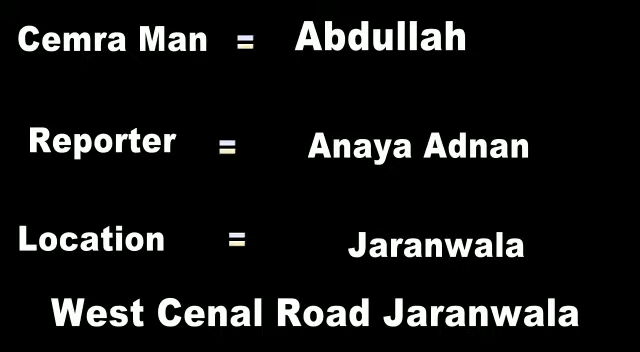 Cemra Man = Abdullah
Reporter = Anaya Adnan
Location = Jaranwala
West Cenal Road Jaranwala